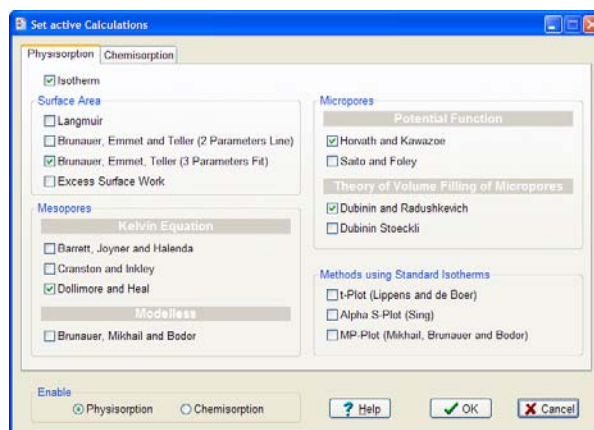 Set active Calculations
Physisorption
Chemisorption
Isotherm
Surface Area
Langmuir
Brunauer, Emmet and Teller (2 Parameters Line)
Brunauer, Emmet, Teller (3 Parameters Fit)
Excess Surface Work
Mesopores
Kelvin Equation
Barrett, Joyner and Halenda
Cranston and Inkley
Dollimore and Heal
Modelless
Brunauer, Mikhail and Bodor
Micropores
Potential Function
Horvath and Kawazoe
Saito and Foley
Theory of Volume Filling of Micropores
Dubinin and Radushkevich
Dubinin Stoeckli
Methods using Standard Isotherms
t-Plot (Lippens and de Boer)
Alpha S-Plot (Sing)
MP-Plot (Mikhail, Brunauer and Bodor)
Enable
Physisorption
Chemisorption
? Help
OK
Cancel